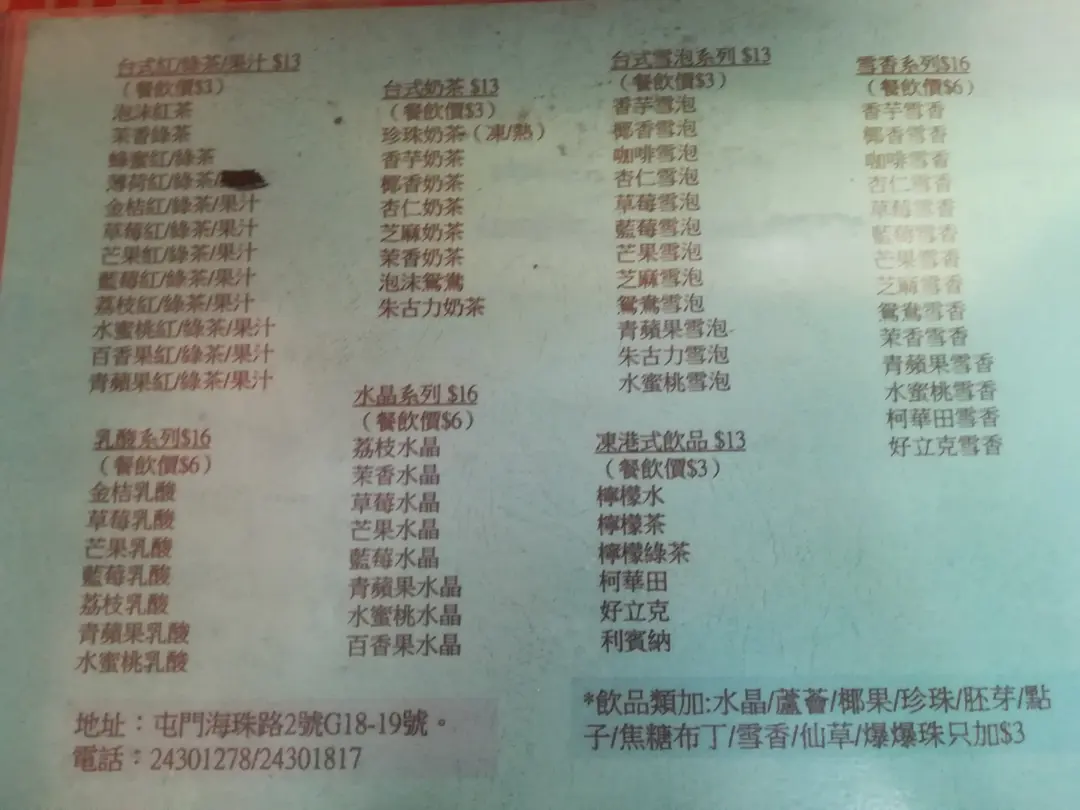 台式紅/綠茶/果汁 $13
（餐飲價$3）
泡沫紅茶
茉香綠茶
蜂蜜紅/綠茶
薄荷紅/綠茶/
金桔紅/綠茶/果汁
草莓紅/綠茶/果汁
芒果紅/綠茶/果汁
藍莓紅/綠茶/果汁
荔枝紅/綠茶/果汁
水蜜桃紅/綠茶/果汁
百香果紅/綠茶/果汁
青蘋果紅/綠茶/果汁
乳酸系列$16
（餐飲價$6）
金桔乳酸
草莓乳酸
芒果乳酸
藍莓乳酸
荔枝乳酸
青蘋果乳酸
水蜜桃乳酸
台式奶茶 $13
（餐飲價$3）
珍珠奶茶（凍/熱）
香芋奶茶
椰香奶茶
杏仁奶茶
芝麻奶茶
茉香奶茶
泡沫鴛鴦
朱古力奶茶
水晶系列 $16
（餐飲價$6）
荔枝水晶
茉香水晶
草莓水晶
芒果水晶
藍莓水晶
青蘋果水晶
水蜜桃水晶
百香果水晶
台式雪泡系列 $13
（餐飲價$3）
香芋雪泡
椰香雪泡
咖啡雪泡
杏仁雪泡
草莓雪泡
藍莓雪泡
芒果雪泡
芝麻雪泡
鴛鴦雪泡
青蘋果雪泡
朱古力雪泡
水蜜桃雪泡
凍港式飲品 $13
（餐飲價$3）
檸檬水
檸檬茶
檸檬綠茶
柯華田
好立克
利賓納
雪香系列$16
（餐飲價$6）
香芋雪香
椰香雪香
咖啡雪香
杏仁雪香
草莓雪香
藍莓雪香
芒果雪香
芝麻雪香
鴛鴦雪香
茉香雪香
青蘋果雪香
水蜜桃雪香
柯華田雪香
好立克雪香
地址：屯門海珠路2號G18-19號。
電話：24301278/24301817
*飲品類加:水晶/蘆薈/椰果/珍珠/胚芽/點
子/焦糖布丁/雪香/仙草/爆爆珠只加$3